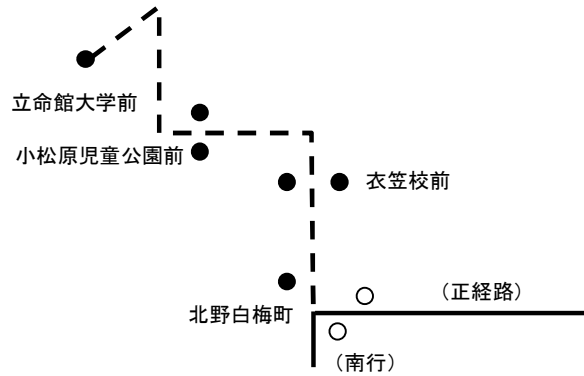 立命館大学前
小松原児童公園前
衣笠校前
(正経路)
北野白梅町
(南行)